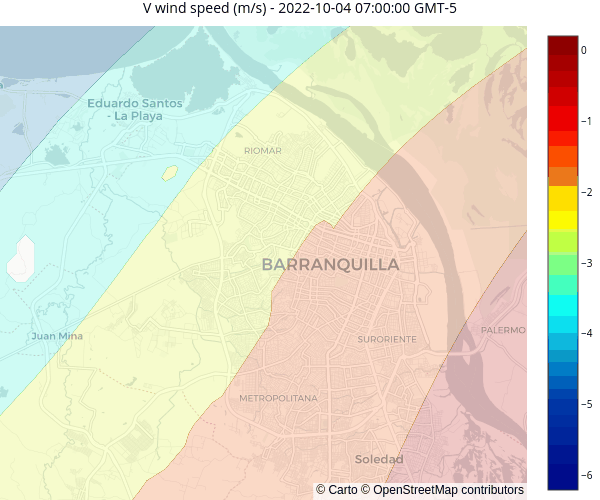 V wind speed (m/s) - 2022-10-04 07:00:00 GMT-5
Eduardo Santos
- La Playa
RIOMAR
BARRANQUILLA
Juan Mina
SURORIENTE
PALERMO
METROPOLITANA
Soledad
© Carto © OpenStreetMap contributors
0
−1
−2
−3
−4
−5
−6